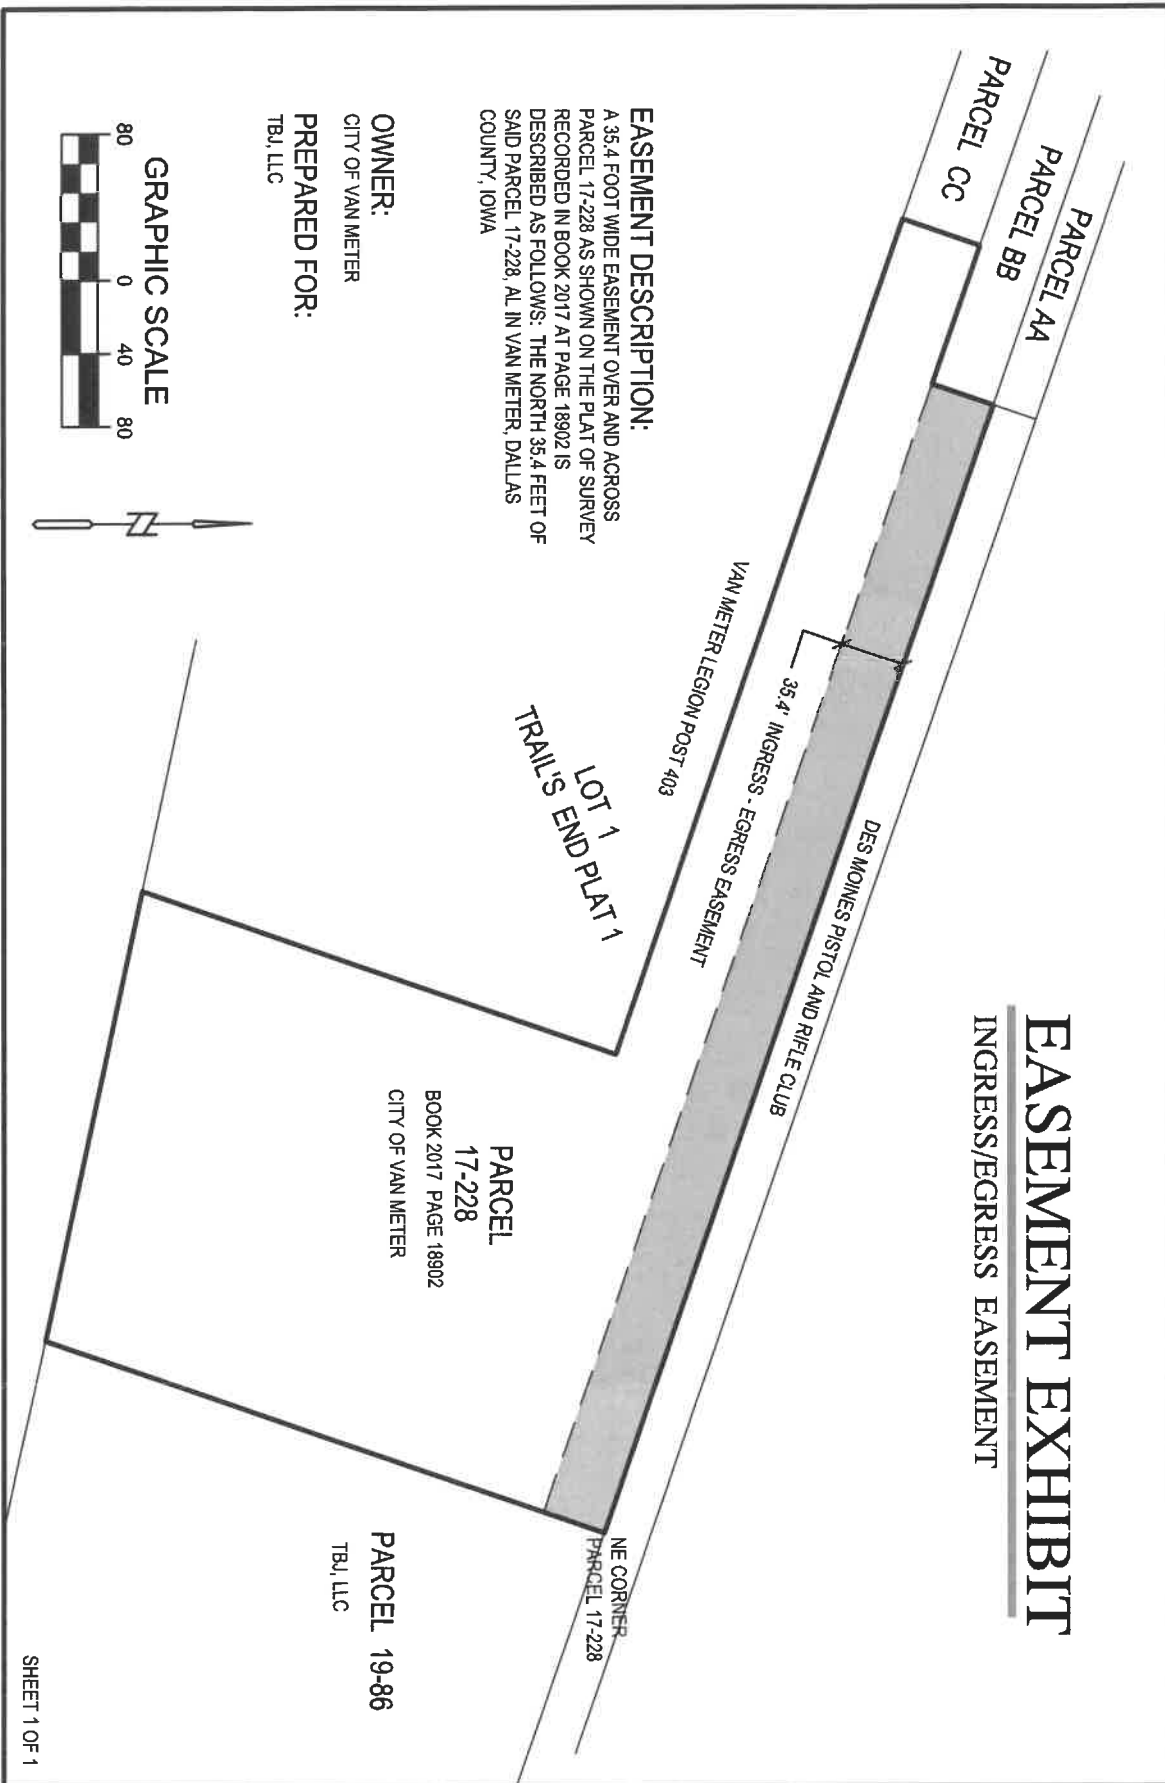 EASEMENT EXHIBIT
INGRESS/EGRESS EASEMENT
PARCEL CC
PARCEL BB
PARCEL AA
EASEMENT DESCRIPTION:
A 35.4 FOOT WIDE EASEMENT OVER AND ACROSS
PARCEL 17-228 AS SHOWN ON THE PLAT OF SURVEY
RECORDED IN BOOK 2017 AT PAGE 18902 IS
DESCRIBED AS FOLLOWS: THE NORTH 35.4 FEET OF
SAID PARCEL 17-228, AL IN VAN METER, DALLAS
COUNTY, IOWA
OWNER:
CITY OF VAN METER
PREPARED FOR:
TBJ, LLC
GRAPHIC SCALE
80 0 40 80
N
VAN METER LEGION POST 403
35.4' INGRESS - EGRESS EASEMENT
DES MOINES PISTOL AND RIFLE CLUB
LOT 1
TRAIL'S END PLAT 1
PARCEL
17-228
BOOK 2017 PAGE 18902
CITY OF VAN METER
NE CORNER
PARCEL 17-228
PARCEL 19-86
TBJ, LLC
SHEET 1 OF 1